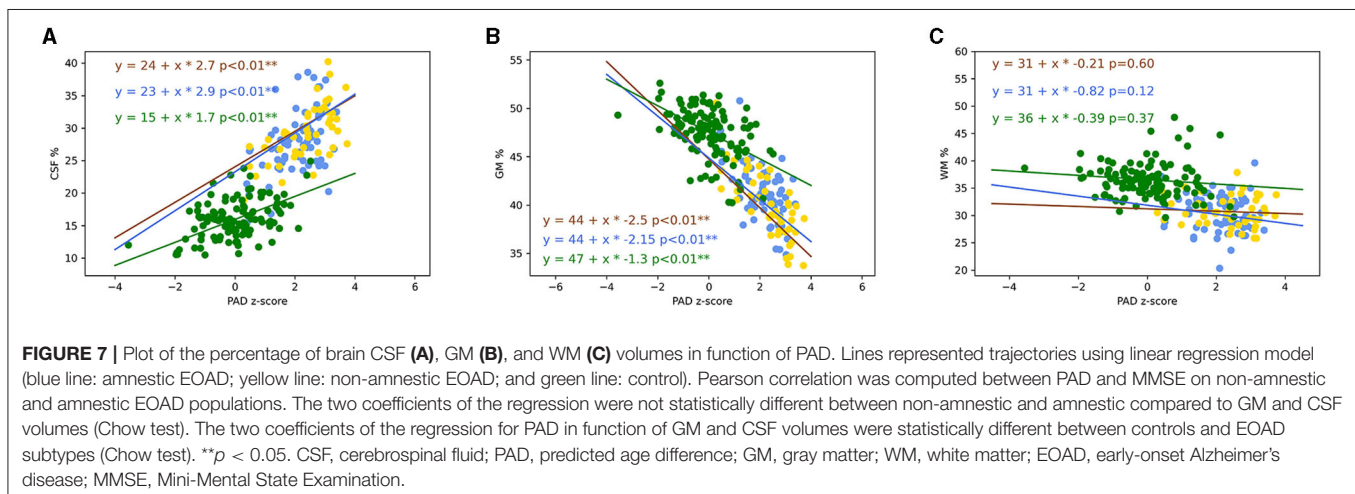 A
y = 24 + x * 2.7 p<0.01**
y = 23 + x * 2.9 p<0.01**
y = 15 + x * 1.7 p<0.01**
CSF %
40
35
30
25
20
15
10
−4
−2
0
2
4
6
PAD z-score
B
55
50
45
40
35
GM %
y = 44 + x * -2.5 p<0.01**
y = 44 + x * -2.15 p<0.01**
y = 47 + x * -1.3 p<0.01**
−6
−4
−2
0
2
4
6
PAD z-score
C
60
55
50
45
40
35
30
25
20
WM %
y = 31 + x * -0.21 p=0.60
y = 31 + x * -0.82 p=0.12
y = 36 + x * -0.39 p=0.37
−4
−2
0
2
4
PAD z-score
FIGURE 7 | Plot of the percentage of brain CSF (A), GM (B), and WM (C) volumes in function of PAD. Lines represented trajectories using linear regression model
(blue line: amnestic EOAD; yellow line: non-amnestic EOAD; and green line: control). Pearson correlation was computed between PAD and MMSE on non-amnestic
and amnestic EOAD populations. The two coefficients of the regression were not statistically different between non-amnestic and amnestic compared to GM and CSF
volumes (Chow test). The two coefficients of the regression for PAD in function of GM and CSF volumes were statistically different between controls and EOAD
subtypes (Chow test). **p < 0.05. CSF, cerebrospinal fluid; PAD, predicted age difference; GM, gray matter; WM, white matter; EOAD, early-onset Alzheimer's
disease; MMSE, Mini-Mental State Examination.